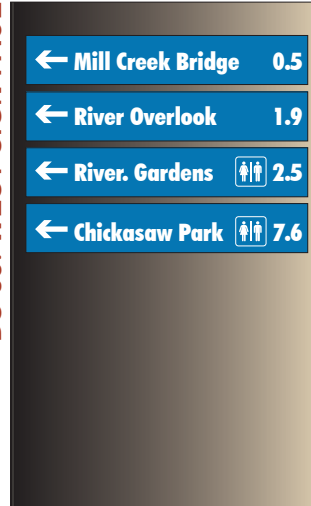 ← Mill Creek Bridge 0.5
← River Overlook 1.9
← River. Gardens 2.5
← Chickasaw Park 7.6